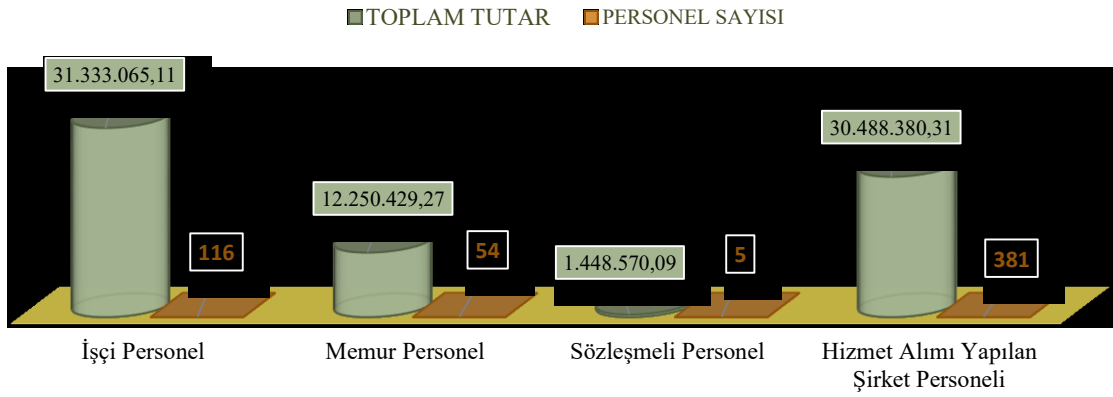 TOPLAM TUTAR PERSONEL SAYISI
31.333.065,11
116
12.250.429,27
54
1.448.570,09
5
30.488.380,31
381
İşçi Personel
Memur Personel
Sözleşmeli Personel
Hizmet Alımı Yapılan
Şirket Personeli